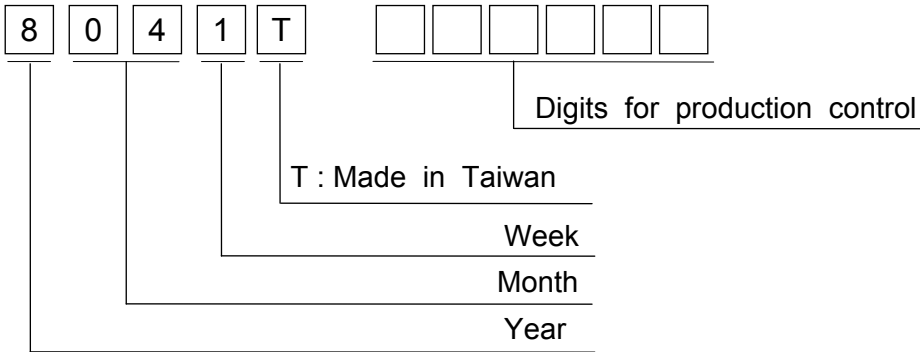 8 0 4 1 T
Digits for production control
T : Made in Taiwan
Week
Month
Year